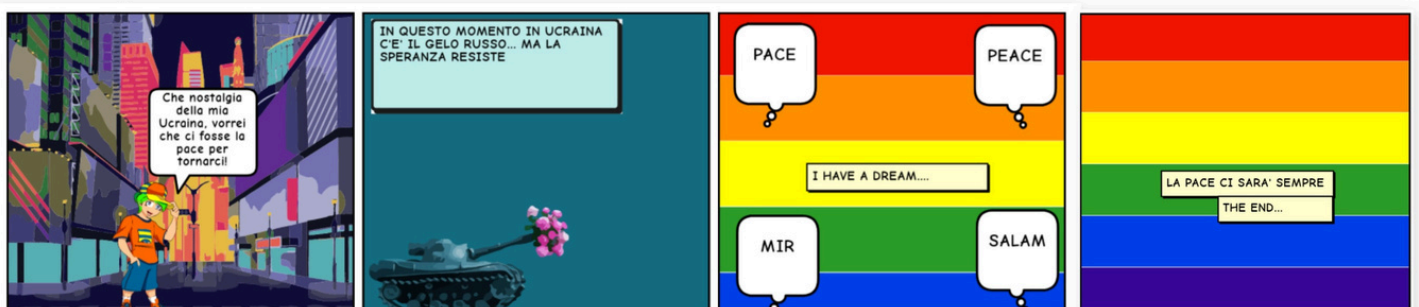 Che nostalgia
della mia
Ucraina, vorrei
che ci fosse la
pace per
tornarci!
IN QUESTO MOMENTO IN UCRAINA
C'E' IL GELO RUSSO... MA LA
SPERANZA RESISTE
PACE
PEACE
I HAVE A DREAM....
MIR
SALAM
LA PACE CI SARA' SEMPRE
THE END...